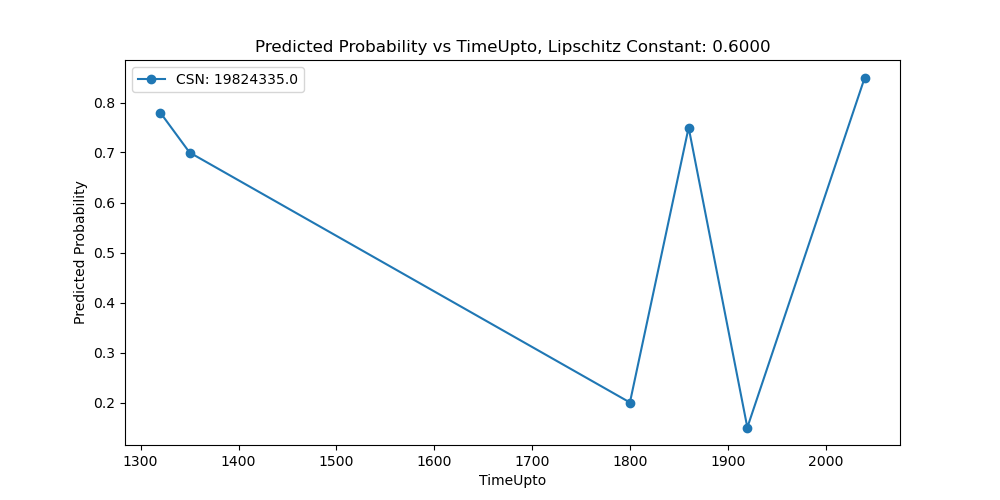 Predicted Probability vs TimeUpto, Lipschitz Constant: 0.6000
CSN: 19824335.0
Predicted Probability
0.8
0.7
0.6
0.5
0.4
0.3
0.2
1300 1400 1500 1600 1700 1800 1900 2000
TimeUpto